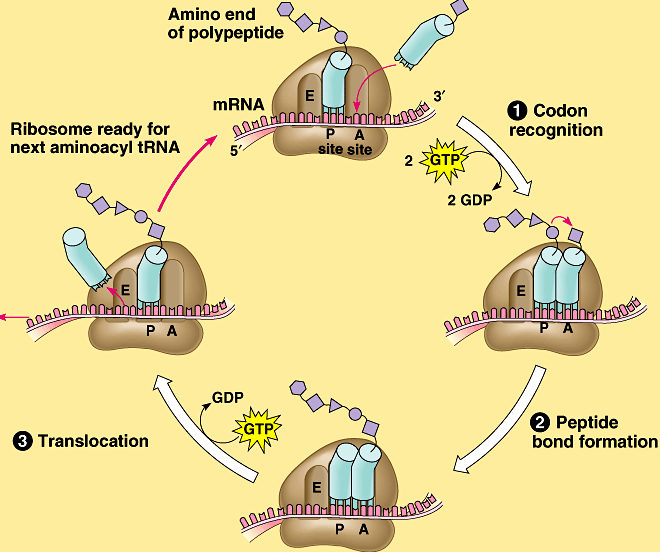 Amino end
of polypeptide
E
mRNA
3′
5′
P A
site site
1 Codon
recognition
2 GTP
2 GDP
Ribosome ready for
next aminoacyl tRNA
E
P A
E
P A
2 Peptide
bond formation
3 Translocation
GDP
GTP
E
P A